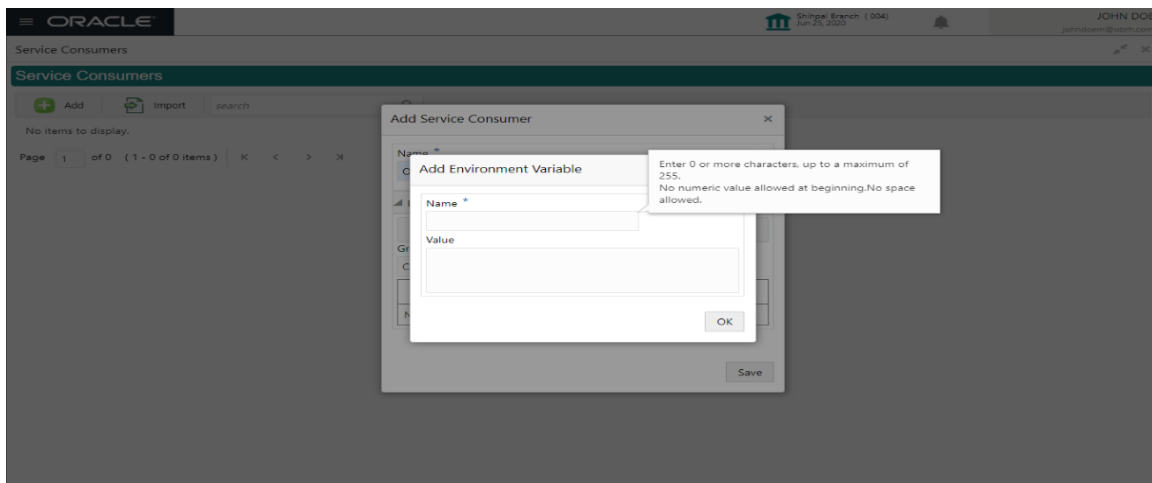 ORACLE
Shinpai Branch ( 004)
Jun 25, 2020
JOHN DOE
Service Consumers
Service Consumers
Add
Import
search
No items to display.
Page 1 of 0 (1 - 0 of 0 items) K < > K
Add Service Consumer
Name *
Add Environment Variable
Enter 0 or more characters, up to a maximum of
255.
No numeric value allowed at beginning.No space
allowed.
Name *
Value
Gr
C
N
OK
Save